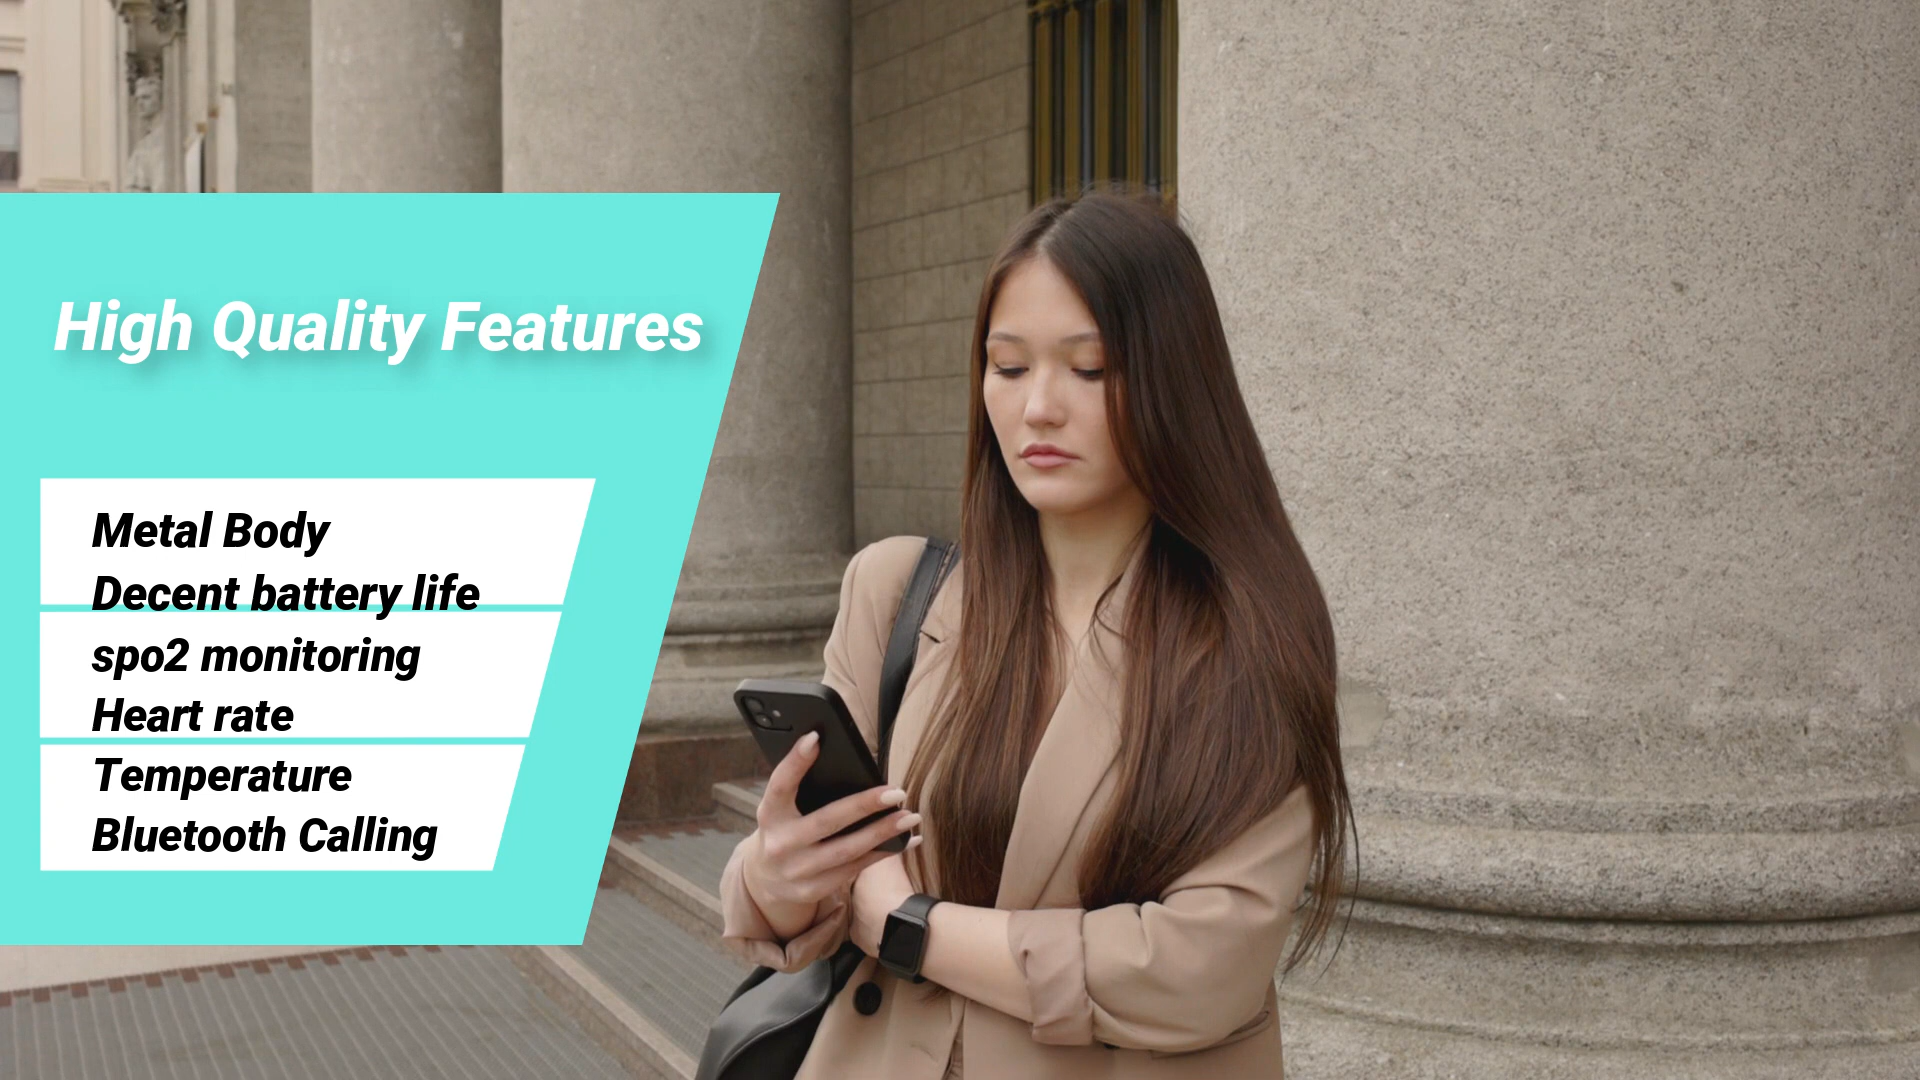 High Quality Features
Metal Body
Decent battery life
spo2 monitoring
Heart rate
Temperature
Bluetooth Calling